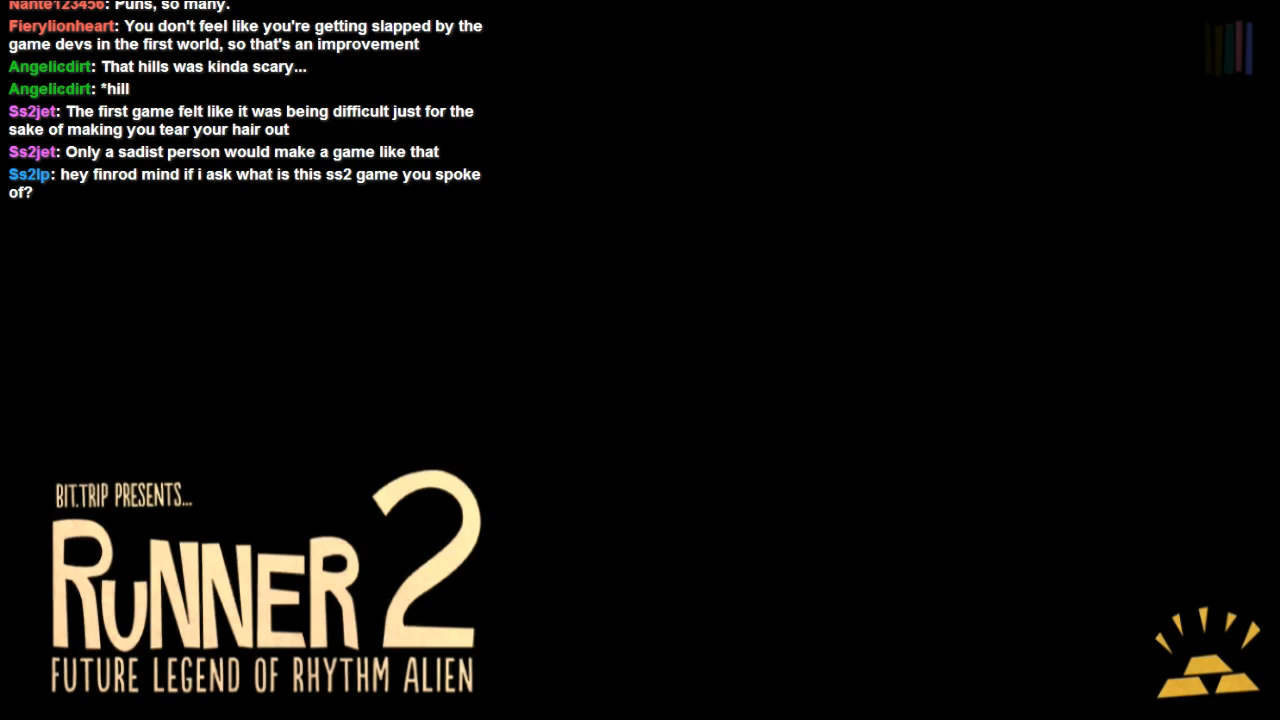 Nante123456: Puns, so many.
Fierylionheart: You don't feel like you're getting slapped by the
game devs in the first world, so that's an improvement
Angelicdirt: That hills was kinda scary...
Angelicdirt: *hill
Ss2jet: The first game felt like it was being difficult just for the
sake of making you tear your hair out
Ss2jet: Only a sadist person would make a game like that
Ss2lp: hey finrod mind if i ask what is this ss2 game you spoke
of?
BIT.TRIP PRESENTS...
RUNNER 2
FUTURE LEGEND OF RHYTHM ALIEN